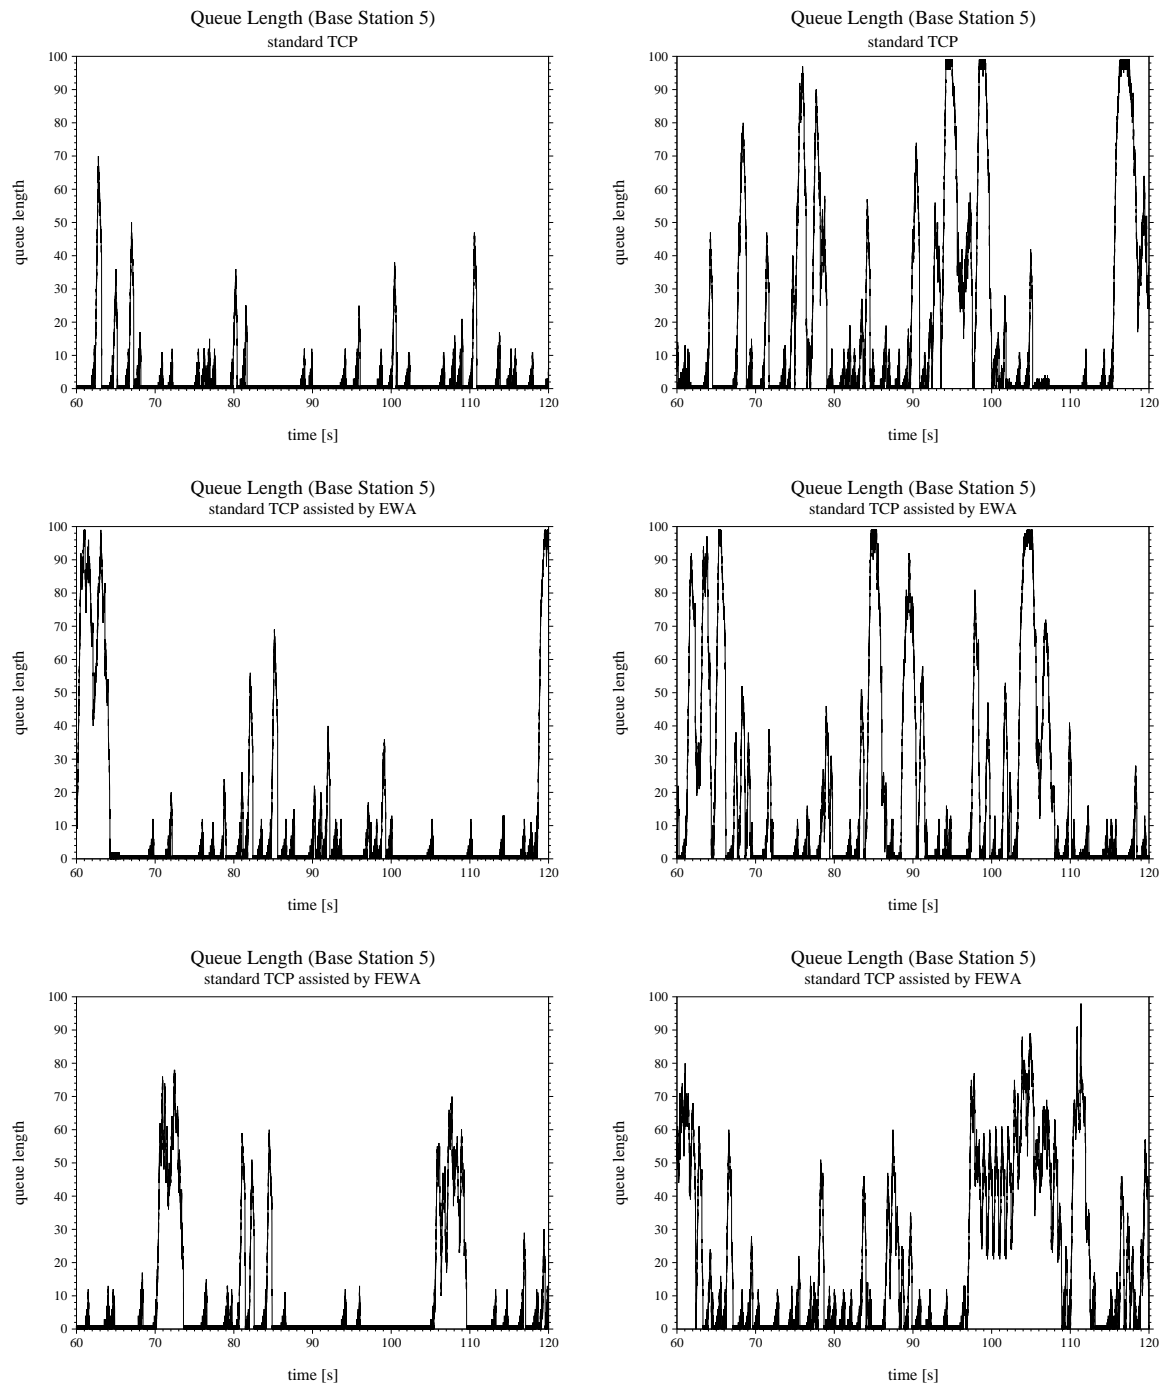 Queue Length (Base Station 5)
standard TCP
100
90
80
70
60
50
40
30
20
10
0
queue length
60 70 80 90 100 110 120
time [s]
Queue Length (Base Station 5)
standard TCP
100
90
80
70
60
50
40
30
20
10
0
queue length
60 70 80 90 100 110 120
time [s]
Queue Length (Base Station 5)
standard TCP assisted by EWA
100
90
80
70
60
50
40
30
20
10
0
queue length
60 70 80 90 100 110 120
time [s]
Queue Length (Base Station 5)
standard TCP assisted by EWA
100
90
80
70
60
50
40
30
20
10
0
queue length
60 70 80 90 100 110 120
time [s]
Queue Length (Base Station 5)
standard TCP assisted by FEWA
100
90
80
70
60
50
40
30
20
10
0
queue length
60 70 80 90 100 110 120
time [s]
Queue Length (Base Station 5)
standard TCP assisted by FEWA
100
90
80
70
60
50
40
30
20
10
0
queue length
60 70 80 90 100 110 120
time [s]